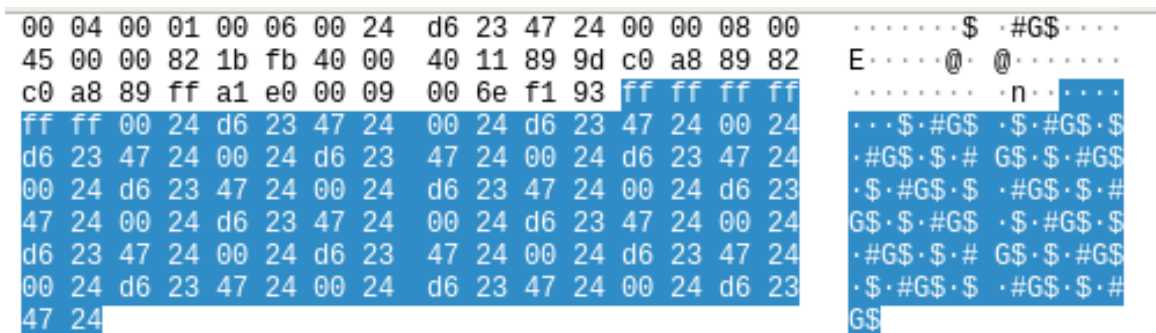 00 04 00 01 00 06 00 24 d6 23 47 24 00 00 08 00 ·······$ ·#G$····
45 00 00 82 1b fb 40 00 40 11 89 9d c0 a8 89 82 E·····@· @·······
c0 a8 89 ff a1 e0 00 09 00 6e f1 93 ff ff ff ff ········ ·n······
ff ff 00 24 d6 23 47 24 00 24 d6 23 47 24 00 24 ···$·#G$ ·$·#G$·$
d6 23 47 24 00 24 d6 23 47 24 00 24 d6 23 47 24 ·#G$·$·# G$·$·#G$
00 24 d6 23 47 24 00 24 d6 23 47 24 00 24 d6 23 ·$·#G$·$ ·#G$·$·#
47 24 00 24 d6 23 47 24 00 24 d6 23 47 24 00 24 G$·$·#G$ ·$·#G$·$
d6 23 47 24 00 24 d6 23 47 24 00 24 d6 23 47 24 ·#G$·$·# G$·$·#G$
00 24 d6 23 47 24 00 24 d6 23 47 24 00 24 d6 23 ·$·#G$·$ ·#G$·$·#
47 24 G$